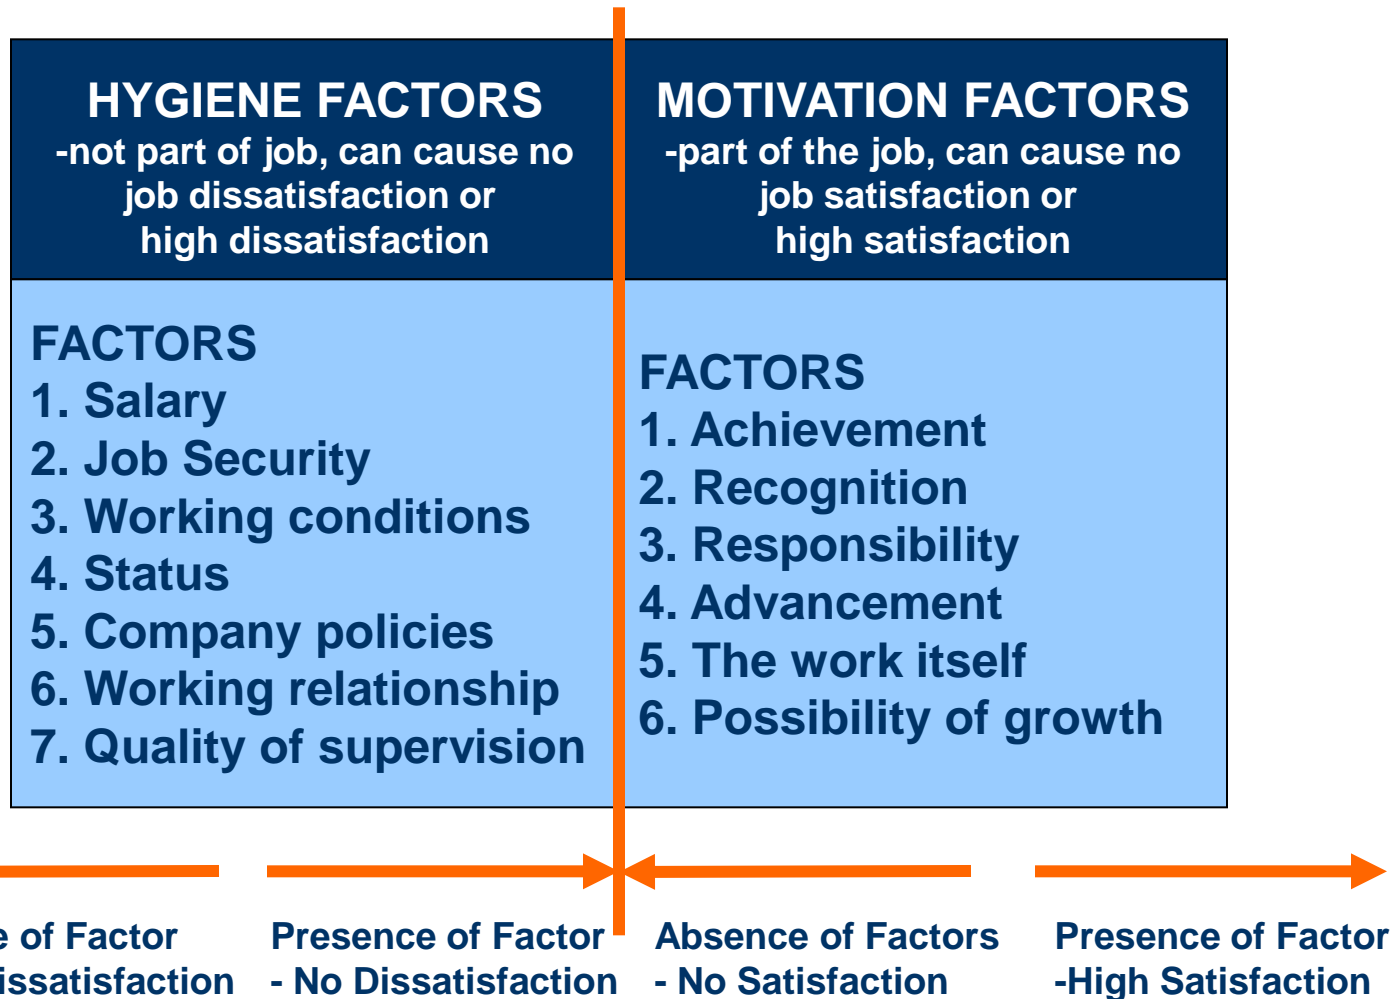 HYGIENE FACTORS
-not part of job, can cause no
job dissatisfaction or
high dissatisfaction
MOTIVATION FACTORS
-part of the job, can cause no
job satisfaction or
high satisfaction
FACTORS
1. Salary
2. Job Security
3. Working conditions
4. Status
5. Company policies
6. Working relationship
7. Quality of supervision
FACTORS
1. Achievement
2. Recognition
3. Responsibility
4. Advancement
5. The work itself
6. Possibility of growth
of Factor
Presence of Factor
- No Dissatisfaction
Absence of Factors
- No Satisfaction
Presence of Factor
-High Satisfaction